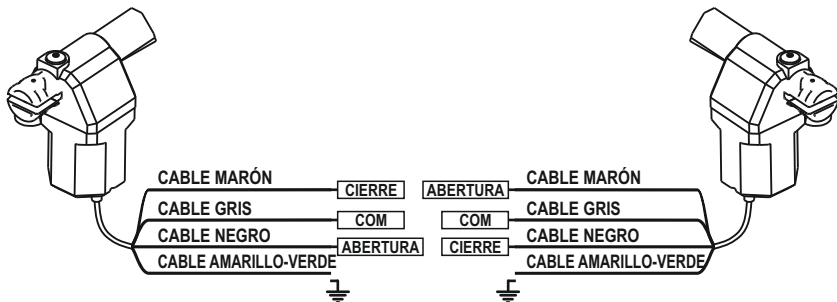 CABLE MARÓN CIERRE ABERTURA CABLE MARÓN
CABLE GRIS COM COM CABLE GRIS
CABLE NEGRO ABERTURA CIERRE CABLE NEGRO
CABLE AMARILLO-VERDE CABLE AMARILLO-VERDE